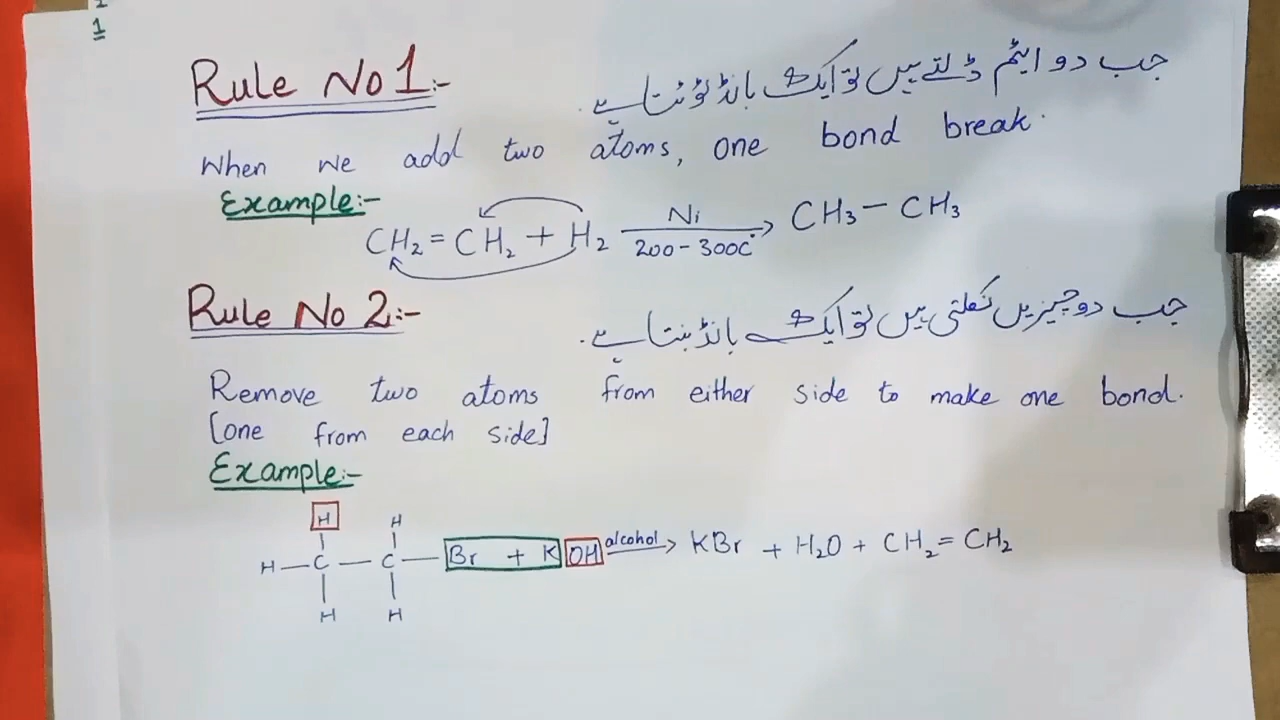 1
Rule No 1:-
جب دو ایٹم ڈلتے ہیں تو ایک بانڈ ٹوٹتا ہے۔
When we add two atoms, one bond break.
Example:-
CH₂ = CH₂ + H₂ Ni 200-300C° → CH₃ - CH₃
Rule No 2:-
جب دو چیزیں نکلتی ہیں تو ایک بانڈ بنتا ہے۔
Remove two atoms from either side to make one bond.
[one from each side]
Example:-
H H
H - C - C - Br + K OH alcohol → KBr + H₂O + CH₂ = CH₂
H H